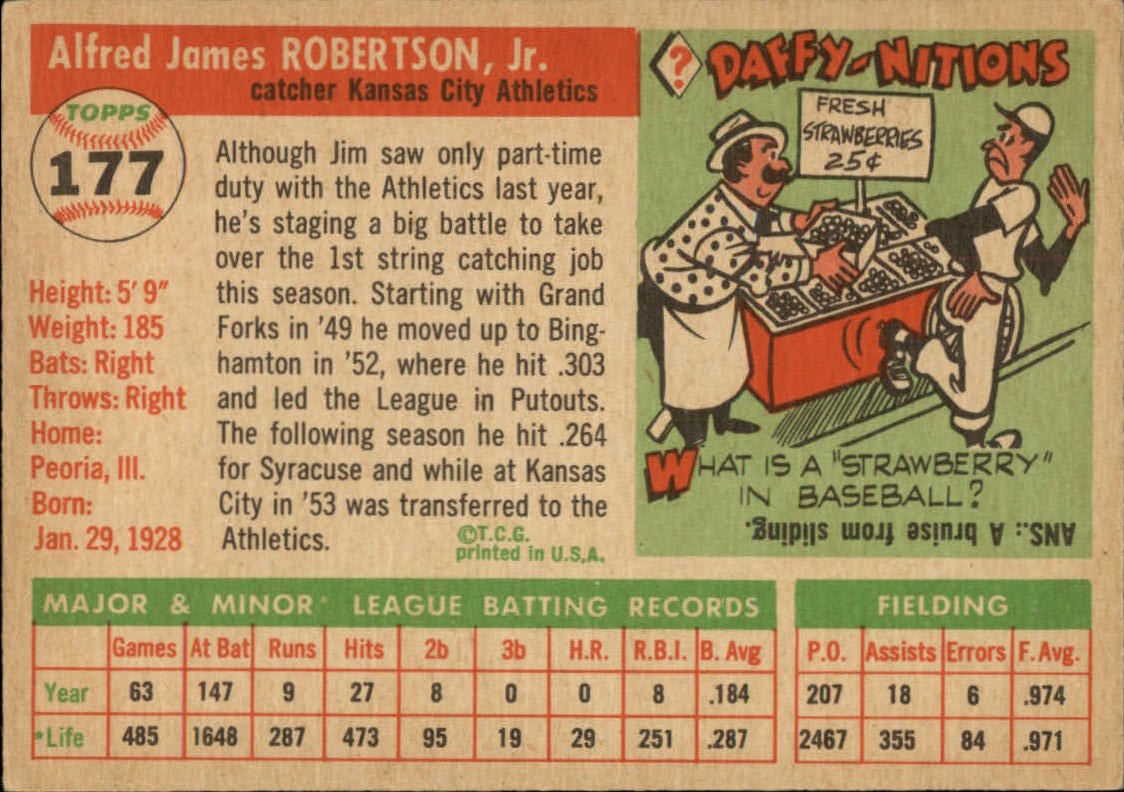 Alfred James ROBERTSON, Jr.
catcher Kansas City Athletics
TOPPS
177
Height: 5' 9"
Weight: 185
Bats: Right
Throws: Right
Home:
Peoria, Ill.
Born:
Jan. 29, 1928
Although Jim saw only part-time
duty with the Athletics last year,
he's staging a big battle to take
over the 1st string catching job
this season. Starting with Grand
Forks in '49 he moved up to Bing-
hamton in '52, where he hit .303
and led the League in Putouts.
The following season he hit .264
for Syracuse and while at Kansas
City in '53 was transferred to the
Athletics.
©T.C.G.
printed in U.S.A.
? DAFFY-NITIONS
FRESH
STRAWBERRIES
25¢
WHAT IS A "STRAWBERRY"
IN BASEBALL?
ANS.: A bruise from sliding.
MAJOR & MINOR* LEAGUE BATTING RECORDS
Games At Bat Runs Hits 2b 3b H.R. R.B.I. B. Avg
Year 63 147 9 27 8 0 0 8 .184
*Life 485 1648 287 473 95 19 29 251 .287
FIELDING
P.O. Assists Errors F. Avg.
207 18 6 .974
2467 355 84 .971